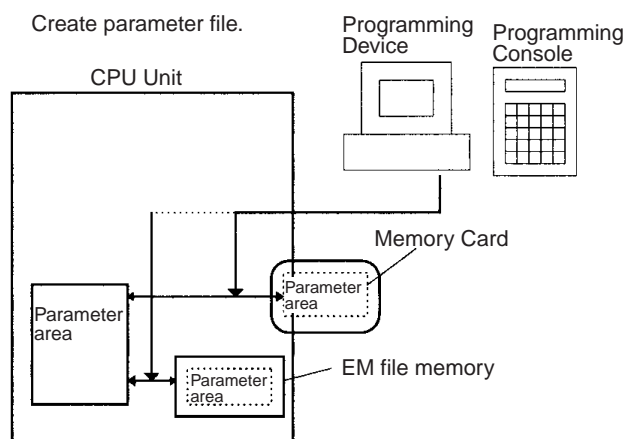 Create parameter file.
Programming
Device
Programming
Console
CPU Unit
Memory Card
Parameter
area
Parameter
area
EM file memory
Parameter
area